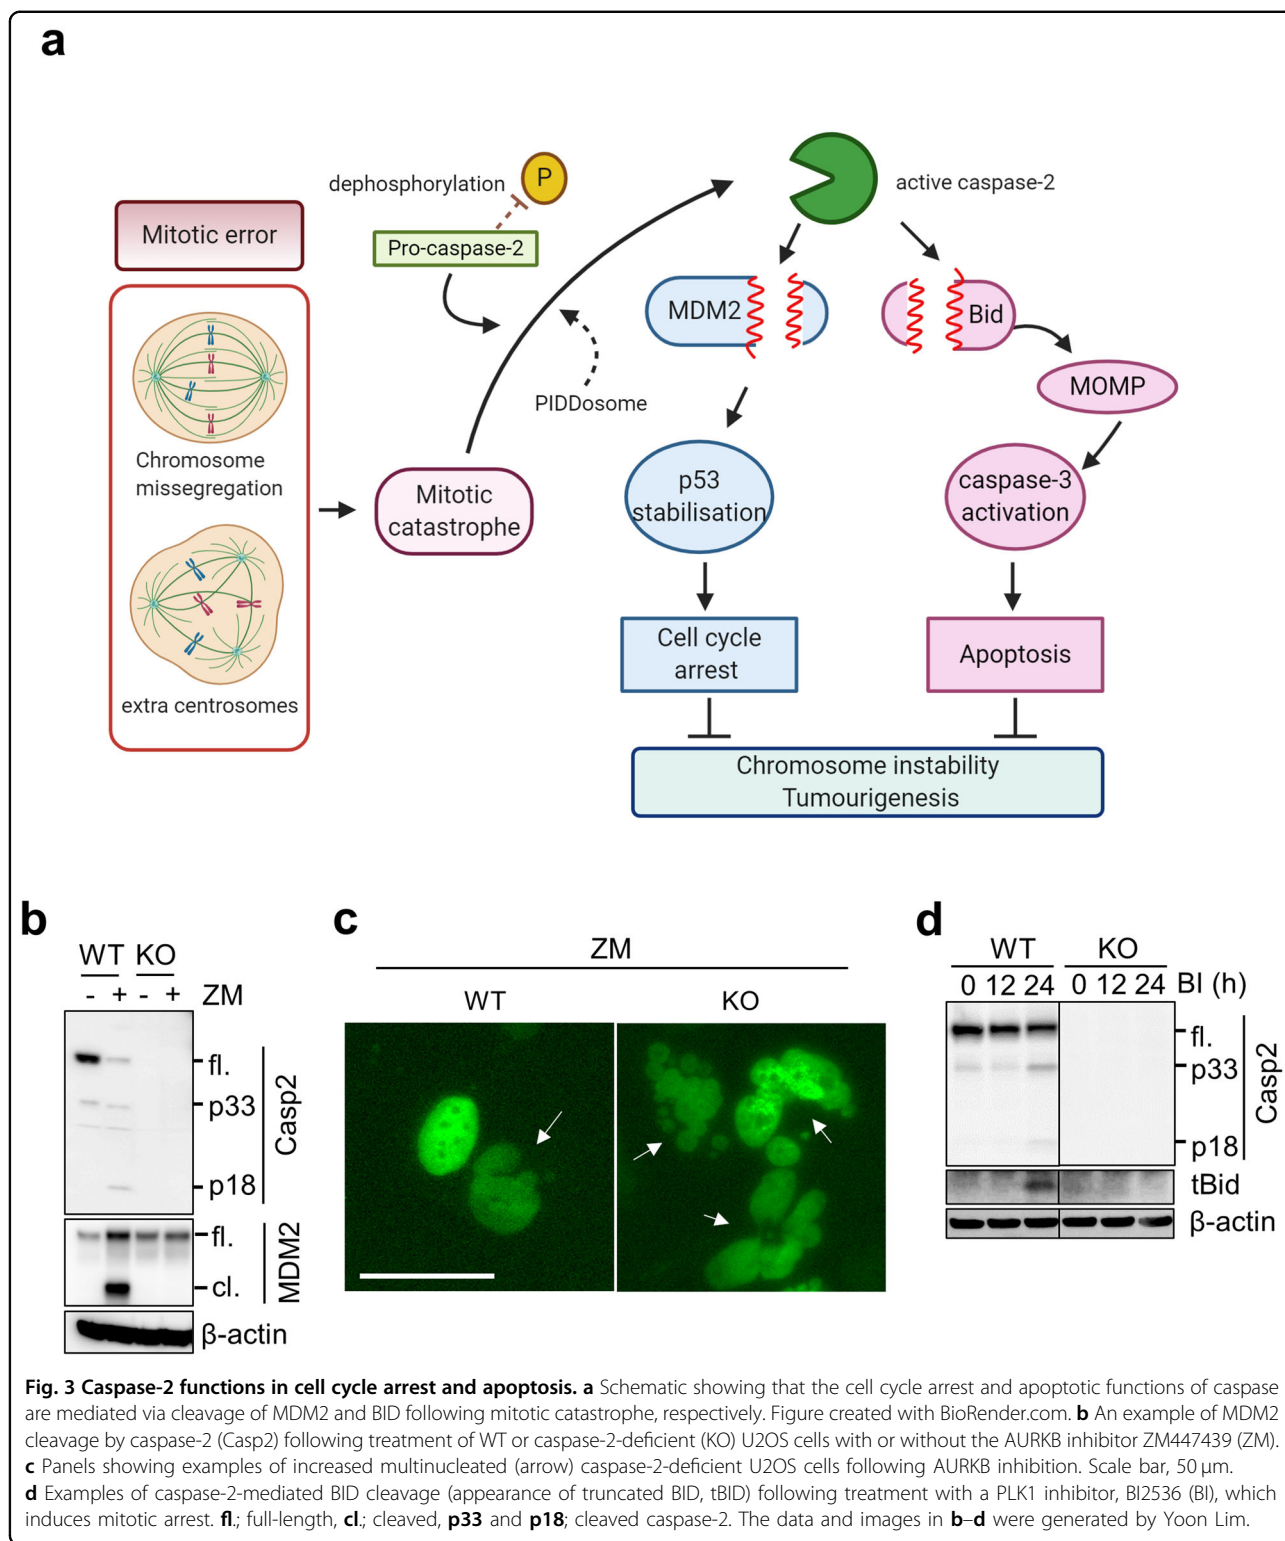 a
dephosphorylation
P
active caspase-2
Mitotic error
Pro-caspase-2
MDM2
Bid
PIDDosome
MOMP
Chromosome
missegregation
Mitotic
catastrophe
p53
stabilisation
caspase-3
activation
extra centrosomes
Cell cycle
arrest
Apoptosis
Chromosome instability
Tumourigenesis
b
WT KO
- + - + ZM
fl.
p33
p18
Casp2
fl.
cl.
MDM2
β-actin
c
ZM
WT
KO
d
WT KO
0 12 24 0 12 24 BI (h)
fl.
p33
p18
Casp2
tBid
β-actin
Fig. 3 Caspase-2 functions in cell cycle arrest and apoptosis. a Schematic showing that the cell cycle arrest and apoptotic functions of caspase
are mediated via cleavage of MDM2 and BID following mitotic catastrophe, respectively. Figure created with BioRender.com. b An example of MDM2
cleavage by caspase-2 (Casp2) following treatment of WT or caspase-2-deficient (KO) U2OS cells with or without the AURKB inhibitor ZM447439 (ZM).
c Panels showing examples of increased multinucleated (arrow) caspase-2-deficient U2OS cells following AURKB inhibition. Scale bar, 50 μm.
d Examples of caspase-2-mediated BID cleavage (appearance of truncated BID, tBID) following treatment with a PLK1 inhibitor, BI2536 (BI), which
induces mitotic arrest. fl.; full-length, cl.; cleaved, p33 and p18; cleaved caspase-2. The data and images in b–d were generated by Yoon Lim.